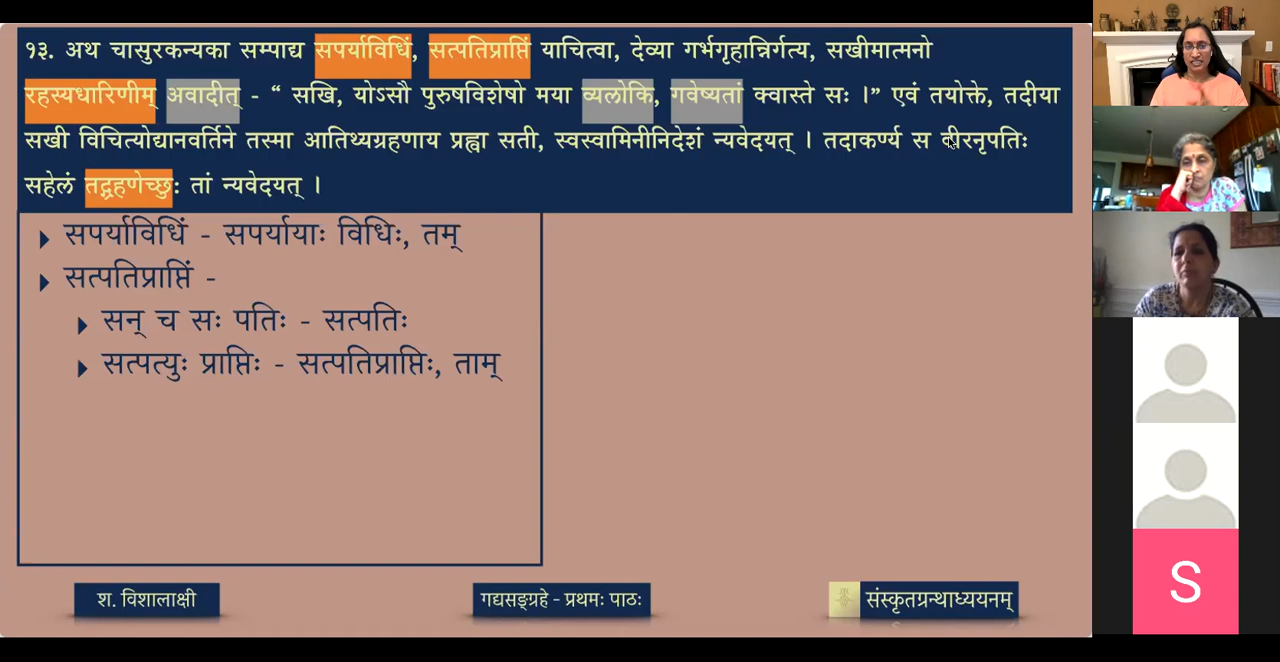 १३. अथ चासुरकन्यका सम्पाद्य सपर्याविधिं, सत्पतिप्राप्तिं याचित्वा, देव्या गर्भगृहान्निर्गत्य, सखीमात्मनो
रहस्यधारिणीम् अवादीत् - “ सखि, योऽसौ पुरुषविशेषो मया व्यलोकि, गवेष्यतां क्वास्ते सः ।” एवं तयोक्ते, तदीया
सखी विचित्योद्यानवर्तिने तस्मा आतिथ्यग्रहणाय प्रह्वा सती, स्वस्वामिनीनिदेशं न्यवेदयत् । तदाकर्ण्य स वीरनृपतिः
सहेलं तद्ग्रहणेच्छुः तां न्यवेदयत् ।
सपर्याविधिं - सपर्यायाः विधिः, तम्
सत्पतिप्राप्तिं -
सन् च सः पतिः - सत्पतिः
सत्पत्युः प्राप्तिः - सत्पतिप्राप्तिः, ताम्
श. विशालाक्षी
गद्यसङ्ग्रहे - प्रथमः पाठः
संस्कृतग्रन्थाध्ययनम्
S